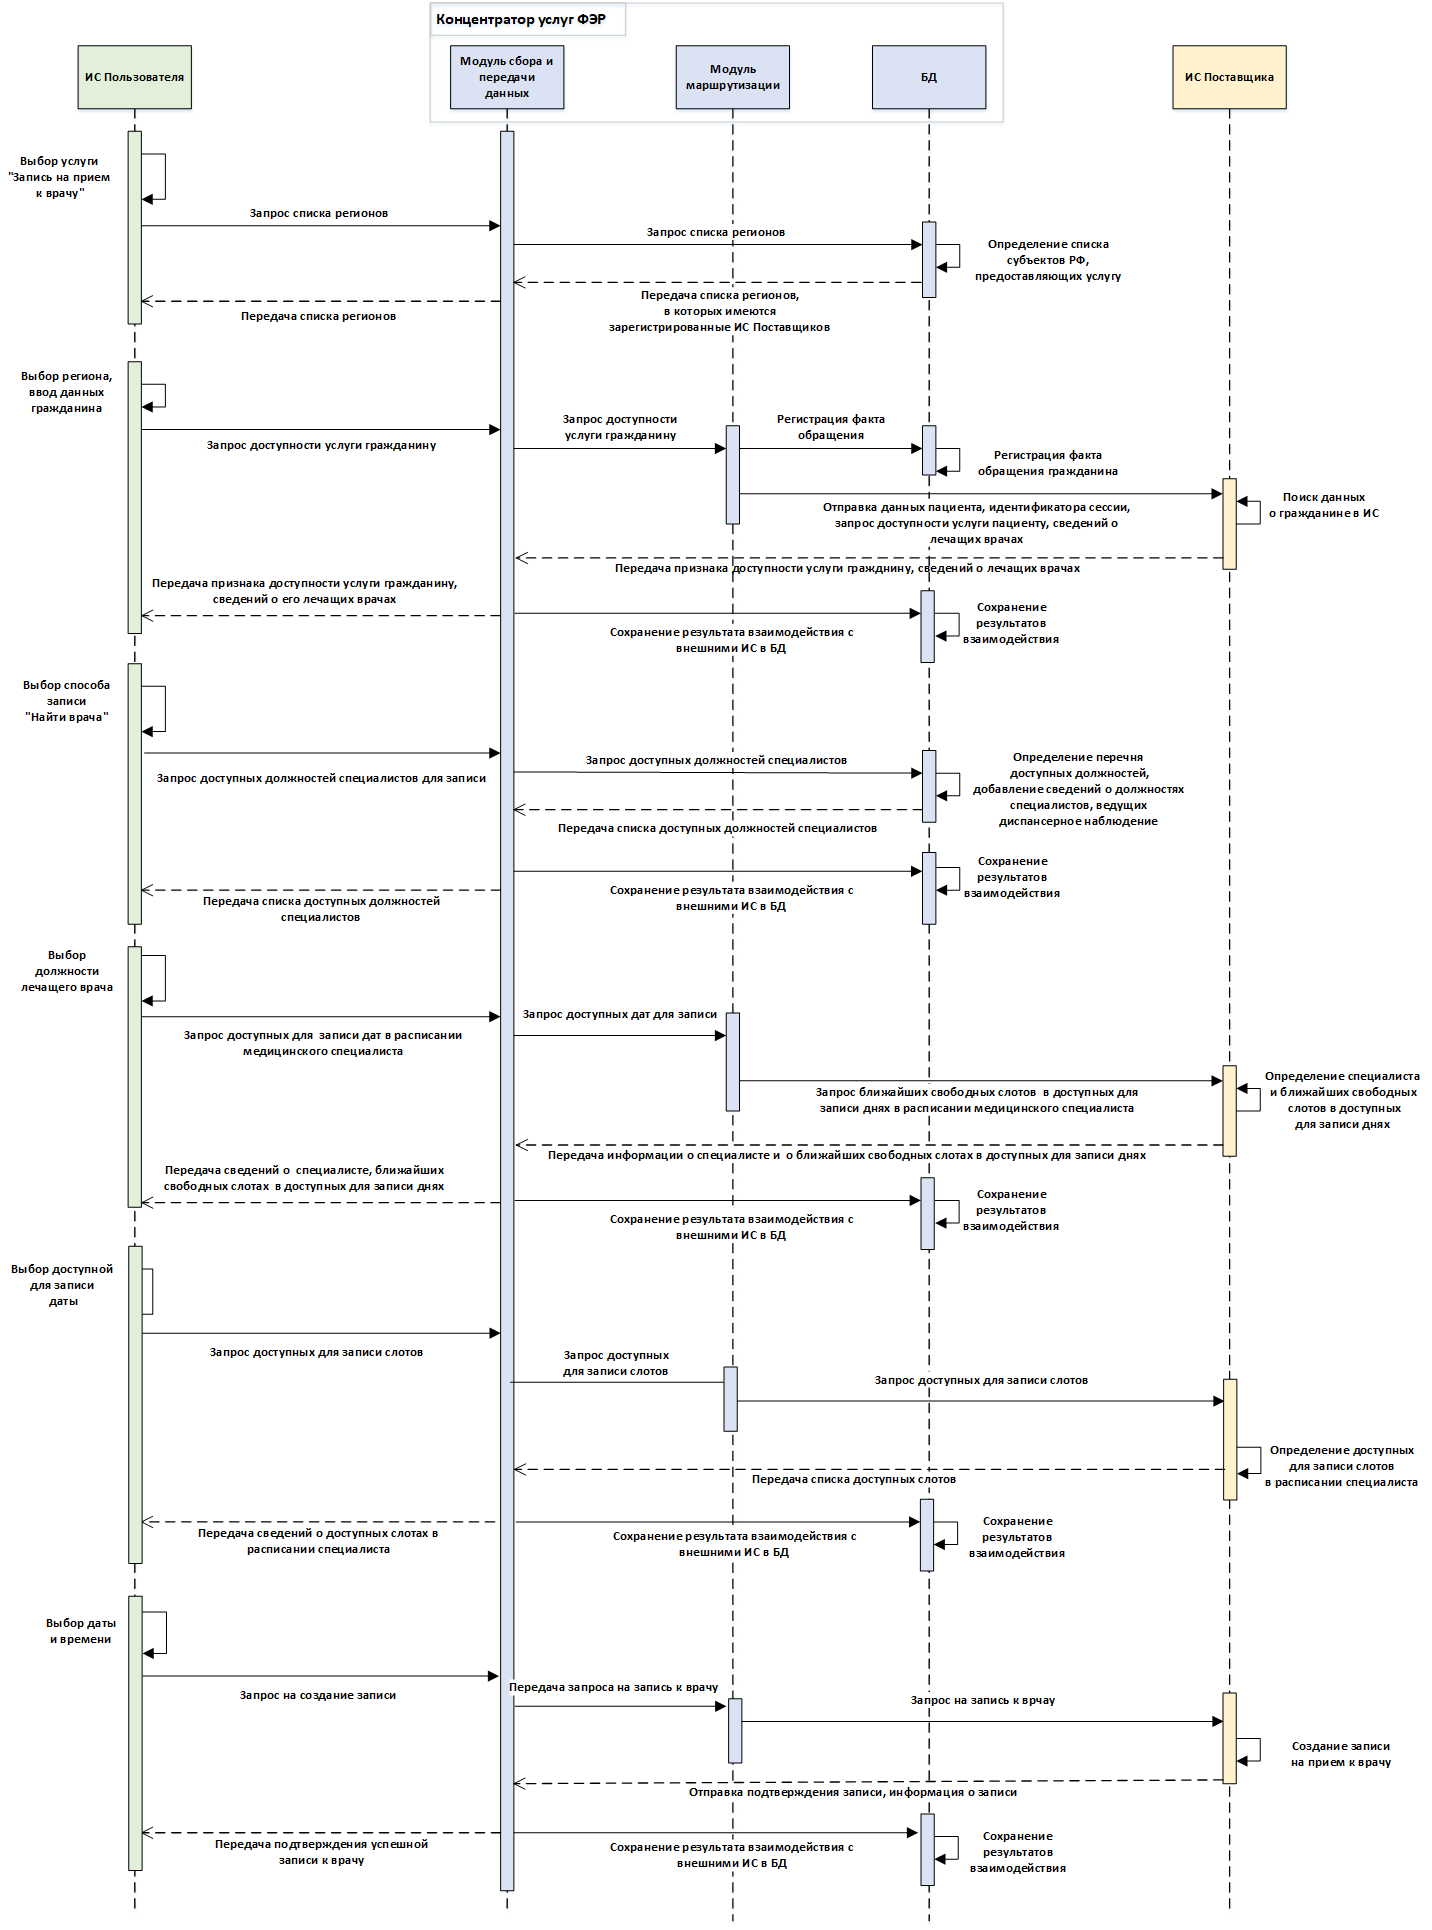 Концентратор услуг ФЭР
ИС Пользователя
Модуль сбора и
передачи
данных
Модуль
маршрутизации
БД
ИС Поставщика
Выбор услуги
"Запись на прием
к врачу"
Запрос списка регионов
Запрос списка регионов
Определение списка
субъектов РФ,
предоставляющих услугу
Передача списка регионов,
в которых имеются
зарегистрированные ИС Поставщиков
Передача списка регионов
Выбор региона,
ввод данных
гражданина
Запрос доступности услуги гражданину
Запрос доступности
услуги гражданину
Регистрация факта
обращения
Регистрация факта
обращения гражданина
Поиск данных
о гражданине в ИС
Отправка данных пациента, идентификатора сессии,
запрос доступности услуги пациенту, сведений о
лечащих врачах
Передача признака доступности услуги гражднину, сведений о лечащих врачах
Передача признака доступности услуги гражданину,
сведений о его лечащих врачах
Сохранение результата взаимодействия с
внешними ИС в БД
Сохранение
результатов
взаимодействия
Выбор способа
записи
"Найти врача"
Запрос доступных должностей специалистов для записи
Запрос доступных должностей специалистов
Определение перечня
доступных должностей,
добавление сведений о должностях
специалистов, ведущих
диспансерное наблюдение
Передача списка доступных должностей специалистов
Сохранение результата взаимодействия с
внешними ИС в БД
Сохранение
результатов
взаимодействия
Передача списка доступных должностей
специалистов
Выбор
должности
лечащего врача
Запрос доступных для  записи дат в расписании
медицинского специалиста
Запрос доступных дат для записи
Запрос ближайших свободных слотов  в доступных для
записи днях в расписании медицинского специалиста
Определение специалиста
и ближайших свободных
слотов в доступных
для записи днях
Передача информации о специалисте и  о ближайших свободных слотах в доступных для записи днях
Передача сведений о  специалисте, ближайших
свободных слотах  в доступных для записи днях
Сохранение результата взаимодействия с
внешними ИС в БД
Сохранение
результатов
взаимодействия
Выбор доступной
для записи
даты
Запрос доступных для записи слотов
Запрос доступных
для записи слотов
Запрос доступных для записи слотов
Определение доступных
для записи слотов
в расписании специалиста
Передача списка доступных слотов
Передача сведений о доступных слотах в
расписании специалиста
Сохранение результата взаимодействия с
внешними ИС в БД
Сохранение
результатов
взаимодействия
Выбор даты
и времени
Запрос на создание записи
Передача запроса на запись к врачу
Запрос на запись к врчау
Создание записи
на прием к врачу
Отправка подтверждения записи, информация о записи
Передача подтверждения успешной
записи к врачу
Сохранение результата взаимодействия с
внешними ИС в БД
Сохранение
результатов
взаимодействия